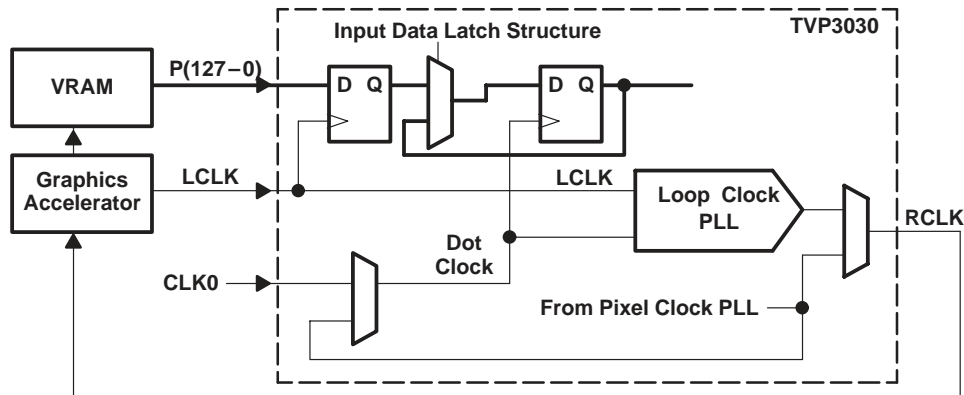 TVP3030
Input Data Latch Structure
P(127−0)
VRAM
D Q
D Q
Graphics
Accelerator
LCLK
LCLK
Loop Clock
PLL
RCLK
Dot
Clock
CLK0
From Pixel Clock PLL